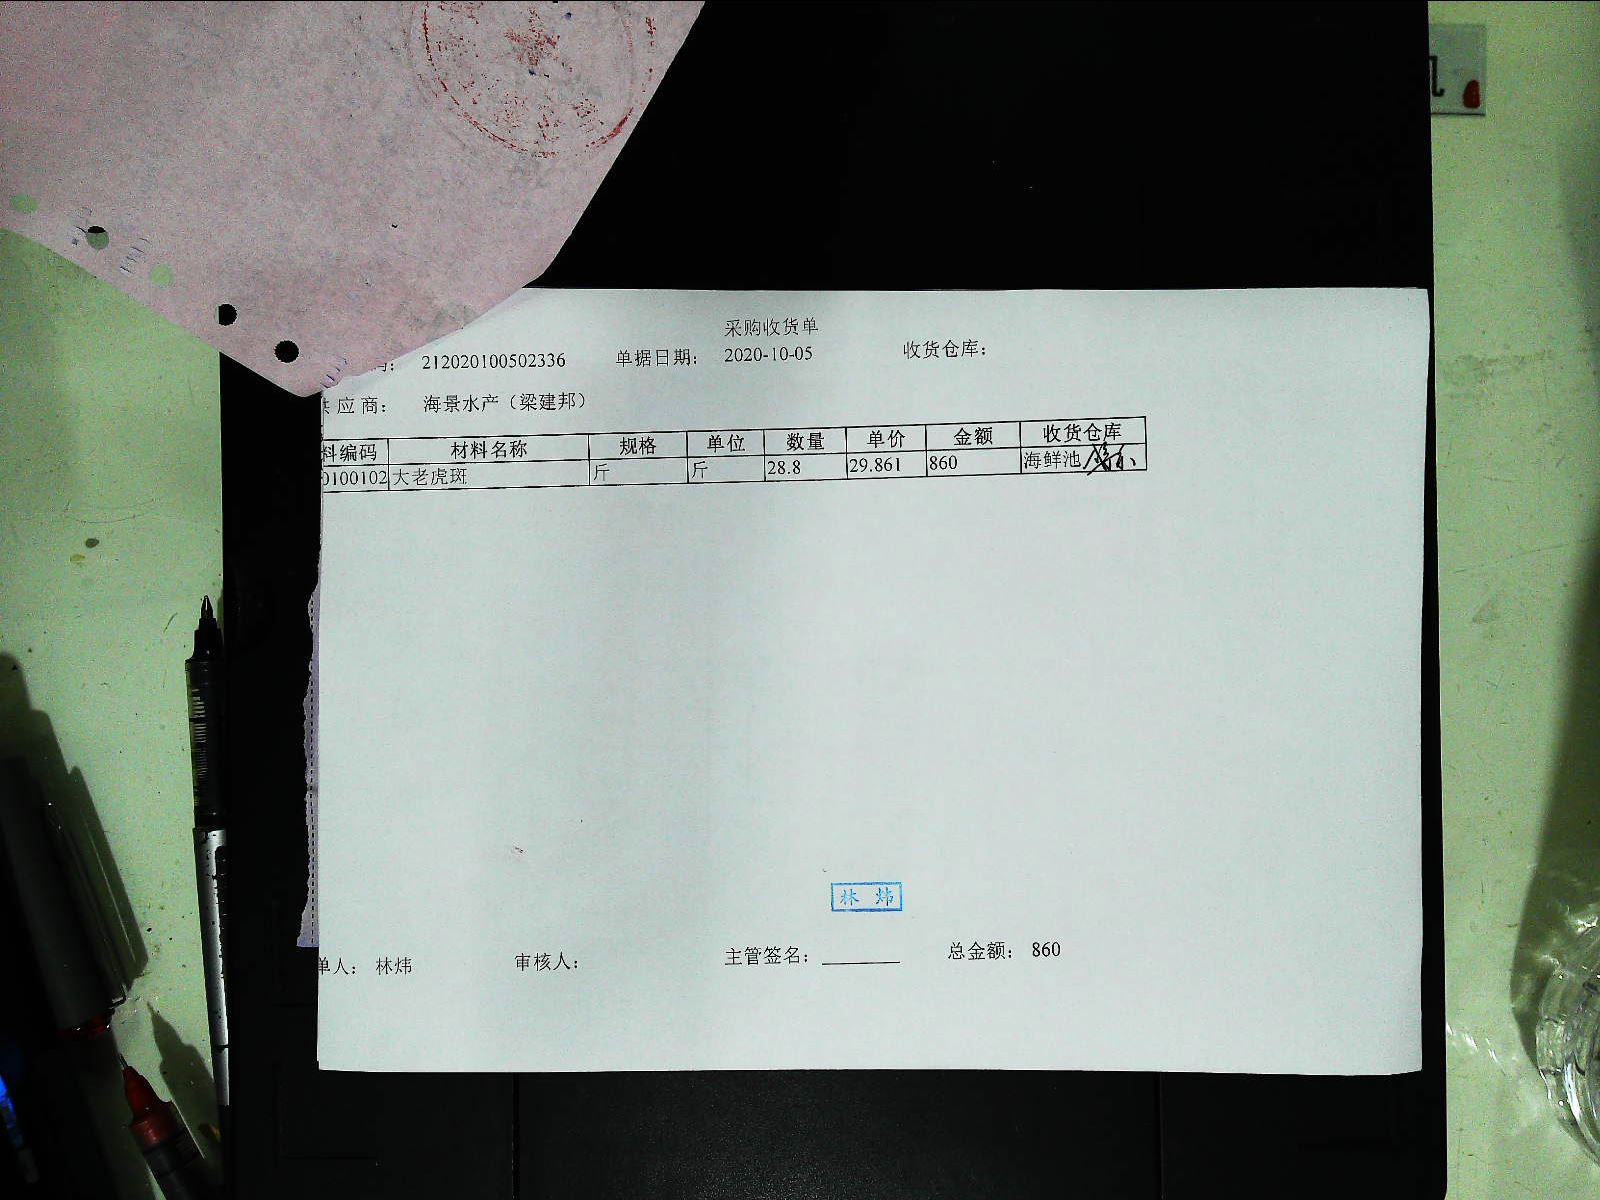 采购收货单
212020100502336 单据日期: 2020-10-05 收货仓库:
应商: 海景水产（梁建邦）
料编码 材料名称 规格 单位 数量 单价 金额 收货仓库
0100102 大老虎斑 斤 斤 28.8 29.861 860 海鲜池
林 炜
单人: 林炜 审核人: 主管签名: 总金额: 860